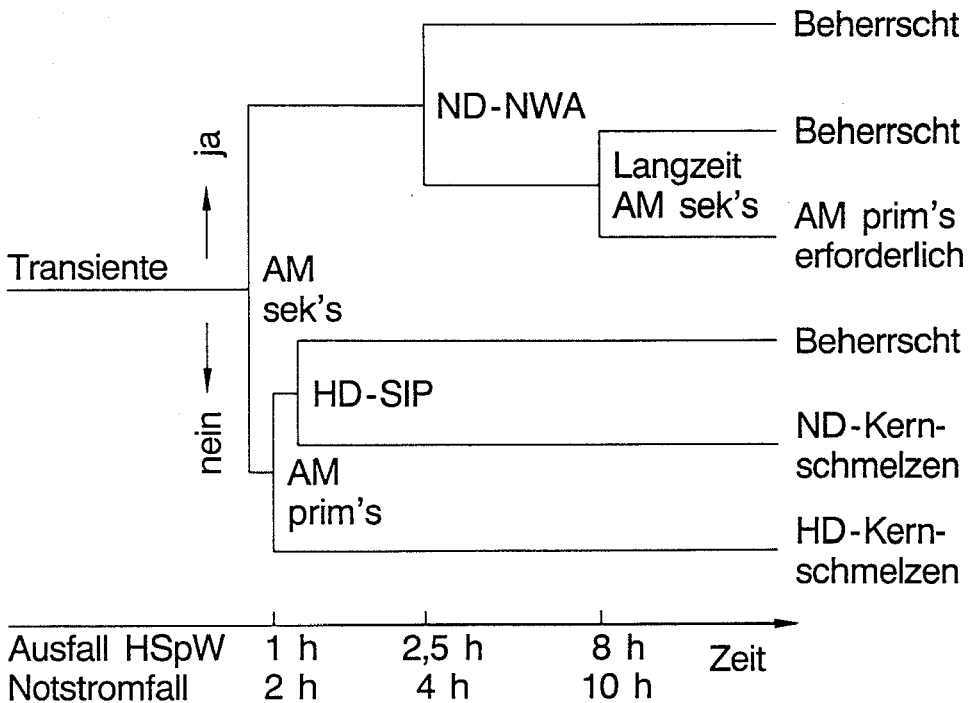 Beherrscht
ja
ND-NWA
Beherrscht
Langzeit
AM sek's
AM prim's
erforderlich
Transiente
AM
sek's
Beherrscht
HD-SIP
nein
ND-Kern-
schmelzen
AM
prim's
HD-Kern-
schmelzen
Ausfall HSpW 1 h 2,5 h 8 h Zeit
Notstromfall 2 h 4 h 10 h